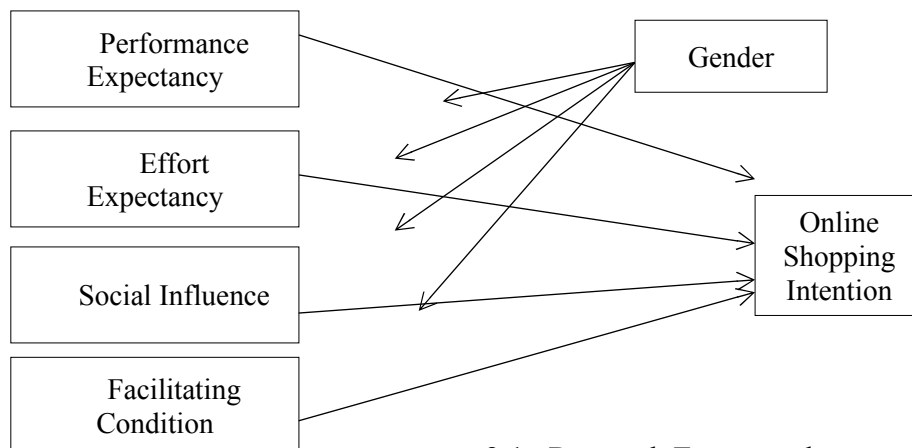 Performance
Expectancy
Gender
Effort
Expectancy
Online
Shopping
Intention
Social Influence
Facilitating
Condition